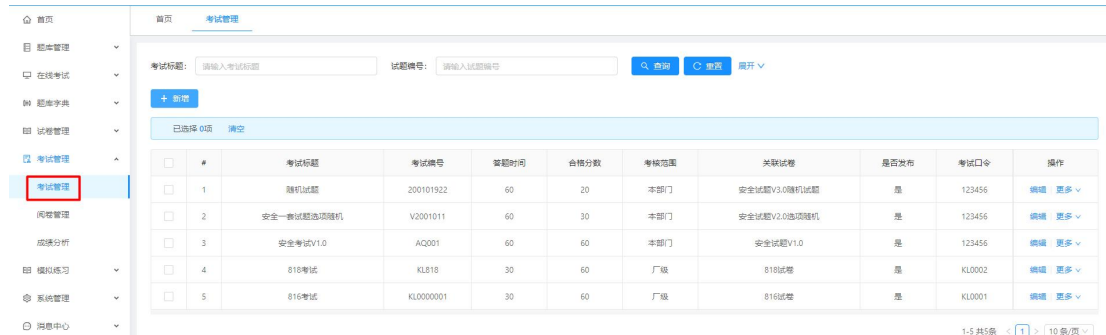 首页
首页 考试管理
题库管理
在线考试
题库字典
试卷管理
考试管理
考试管理
阅卷管理
成绩分析
模拟练习
系统管理
消息中心
考试标题: 请输入考试标题 试题编号: 请输入试题编号 查询 重置 展开
+ 新增
已选择 0项 清空
# 考试标题 考试编号 答题时间 合格分数 考核范围 关联试卷 是否发布 考试口令 操作
1 随机试题 200101922 60 20 本部门 安全试题V3.0随机试题 是 123456 编辑 更多
2 安全一套试题选项随机 V2001011 60 30 本部门 安全试题V2.0选项随机 是 123456 编辑 更多
3 安全考试V1.0 AQ001 60 60 本部门 安全试题V1.0 是 123456 编辑 更多
4 818考试 KL818 30 60 厂级 818试卷 是 KL0002 编辑 更多
5 816考试 KL0000001 30 60 厂级 816试卷 是 KL0001 编辑 更多
1-5 共5条 < 1 > 10 条/页